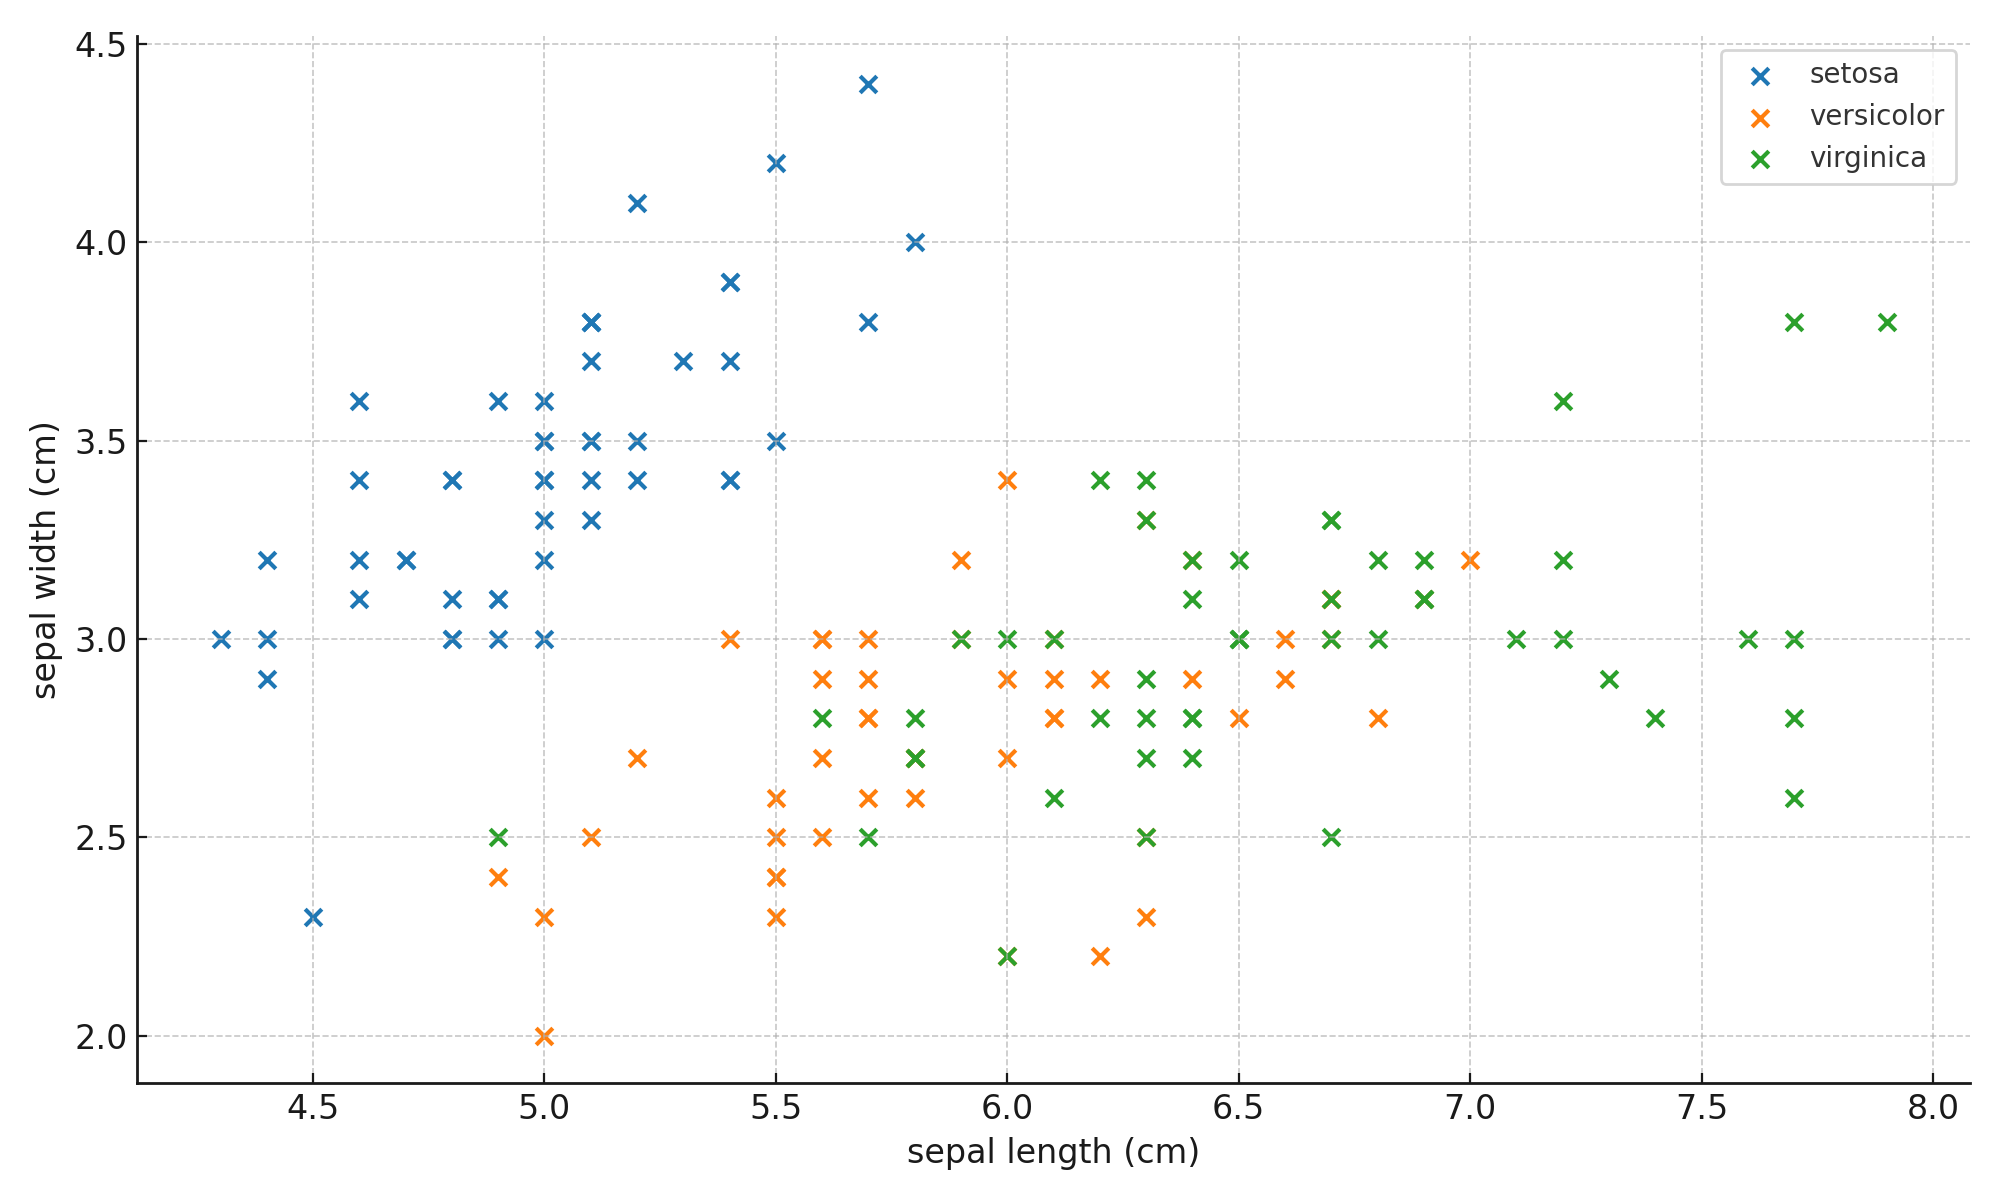 4.5
4.0
3.5
3.0
2.5
2.0
sepal width (cm)
4.5 5.0 5.5 6.0 6.5 7.0 7.5 8.0
sepal length (cm)
setosa
versicolor
virginica